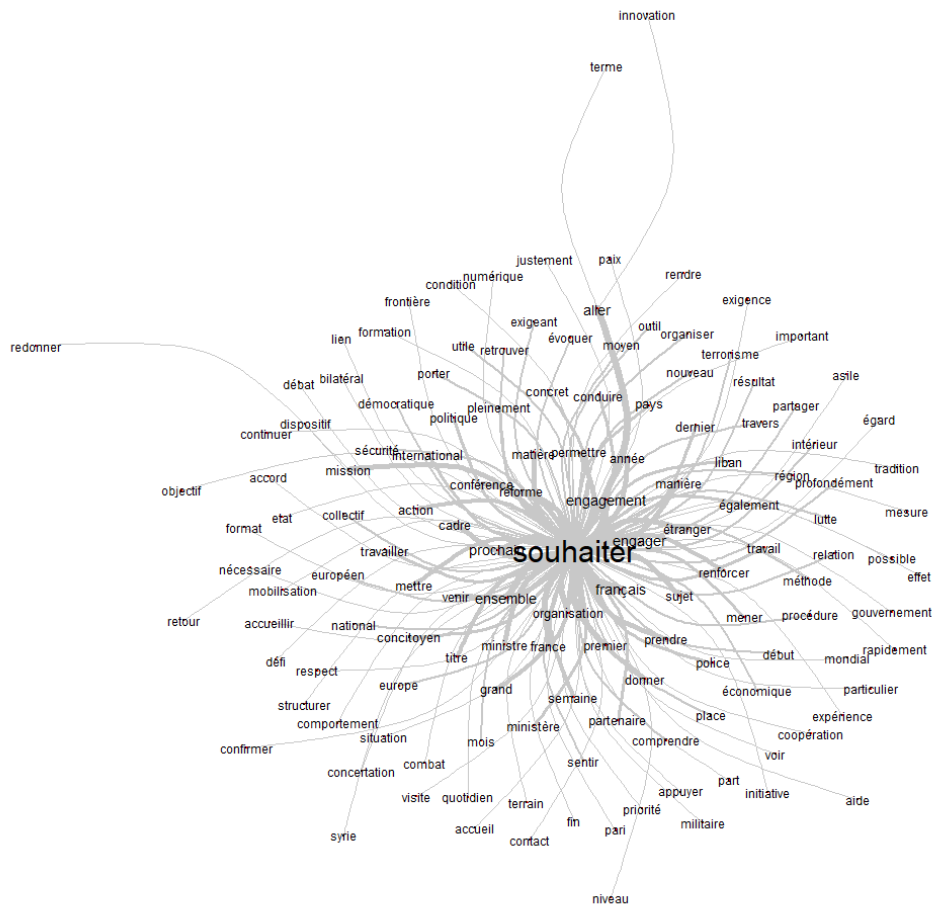 innovation
terme
justement
paix
numérique
rendre
condition
frontière
exigence
aller
exigeant
outil
formation
évoquer
organiser
important
lien
utile
retrouver
moyen
redonner
terrorisme
porter
nouveau
débat
bilatéral
résultat
asile
concret
conduire
démocratique
pleinement
pays
partager
politique
dispositif
dernier
travers
égard
continuer
sécurité
international
matière
permettre
année
intérieur
mission
liban
tradition
accord
région
objectif
conférence
réforme
manière
profondément
engagement
également
mesure
etat
collectif
action
format
cadre
étranger
lutte
engager
travailler
souhaiter
travail
relation
possible
nécessaire
européen
renforcer
effet
mobilisation
mettre
français
méthode
venir
ensemble
sujet
retour
accueillir
organisation
mener
procédure
gouvernement
national
concitoyen
prendre
ministre
france
premier
rapidement
défi
titre
début
mondial
respect
police
europe
donner
particulier
grand
économique
structurer
semaine
comportement
ministère
partenaire
place
expérience
situation
coopération
confirmer
mois
comprendre
voir
concertation
combat
sentir
part
visite
quotidien
appuyer
initiative
aide
terrain
priorité
syrie
accueil
fin
pari
militaire
contact
niveau